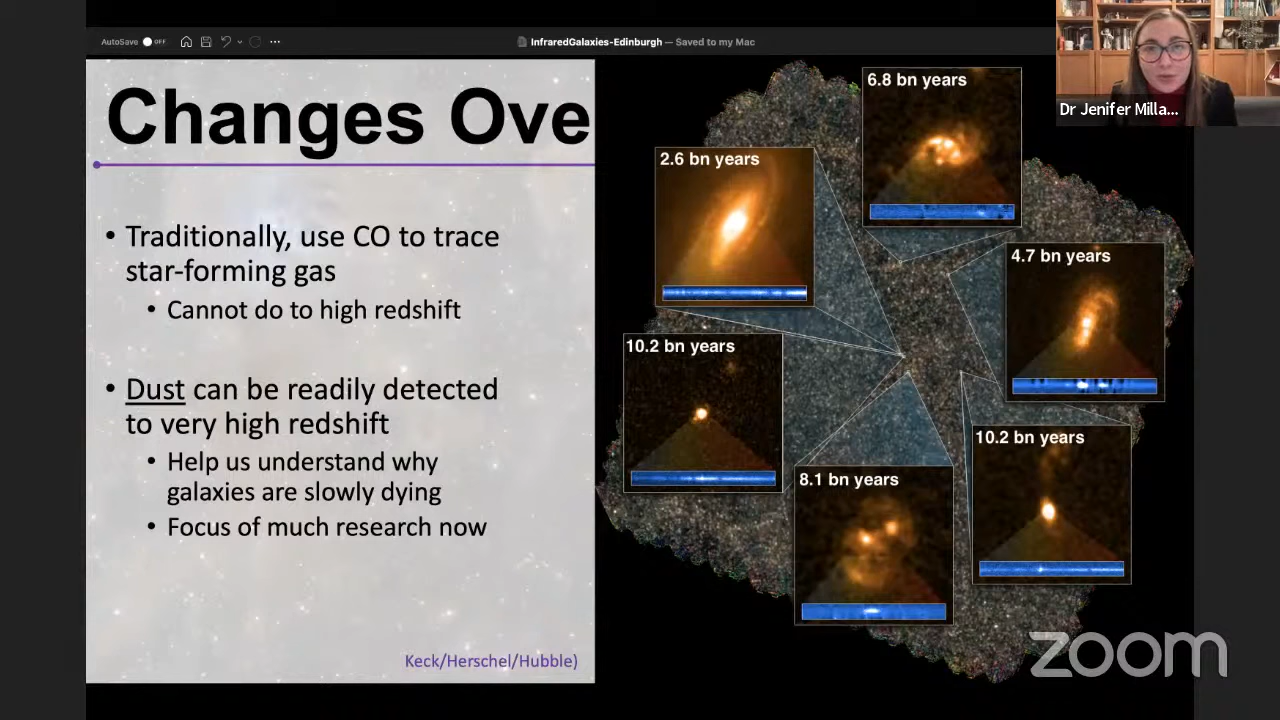 AutoSave OFF
InfraredGalaxies-Edinburgh — Saved to my Mac
Dr Jenifer Milla...
Changes Ove
• Traditionally, use CO to trace
star-forming gas
• Cannot do to high redshift
• Dust can be readily detected
to very high redshift
• Help us understand why
galaxies are slowly dying
• Focus of much research now
Keck/Herschel/Hubble)
6.8 bn years
2.6 bn years
4.7 bn years
10.2 bn years
10.2 bn years
8.1 bn years
zoom